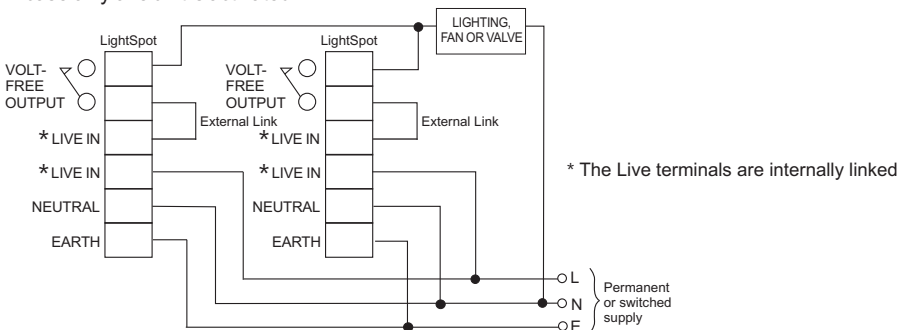 LIGHTING,
FAN OR VALVE
LightSpot
VOLT-
FREE
OUTPUT
External Link
* LIVE IN
* LIVE IN
NEUTRAL
EARTH
LightSpot
VOLT-
FREE
OUTPUT
External Link
* LIVE IN
* LIVE IN
NEUTRAL
EARTH
* The Live terminals are internally linked
L
N
E
Permanent
or switched
supply